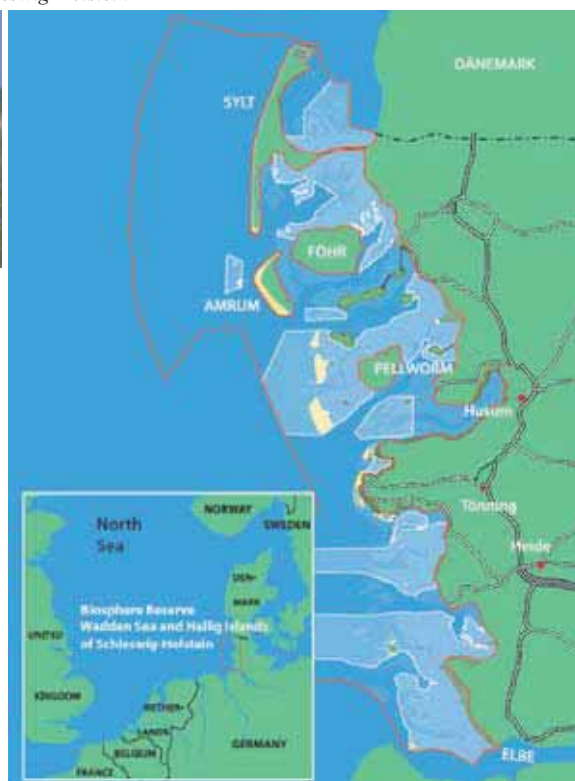 DÄNEMARK
SYLT
FÖHR
AMRUM
PELLWORM
Husum
Tönning
Heide
ELBE
North
Sea
NORWAY
SWEDEN
DEN-
MARK
Biosphere Reserve
Wadden Sea and Hallig Islands
of Schleswig-Holstein
UNITED
KINGDOM
NETHER-
LANDS
BELGIUM
GERMANY
FRANCE